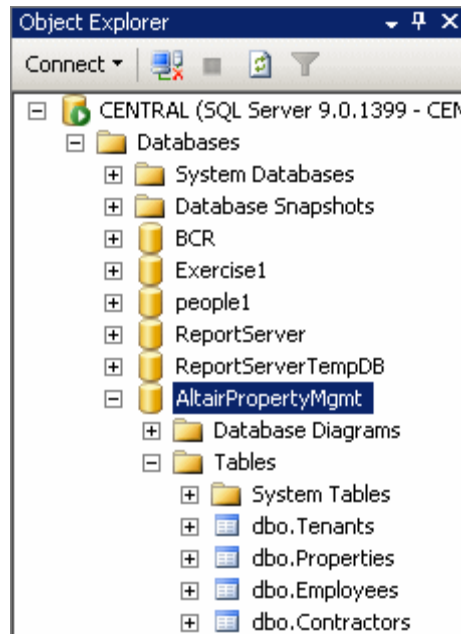 Object Explorer
Connect
CENTRAL (SQL Server 9.0.1399 - CEN
Databases
System Databases
Database Snapshots
BCR
Exercise1
people1
ReportServer
ReportServerTempDB
AltairPropertyMgmt
Database Diagrams
Tables
System Tables
dbo.Tenants
dbo.Properties
dbo.Employees
dbo.Contractors